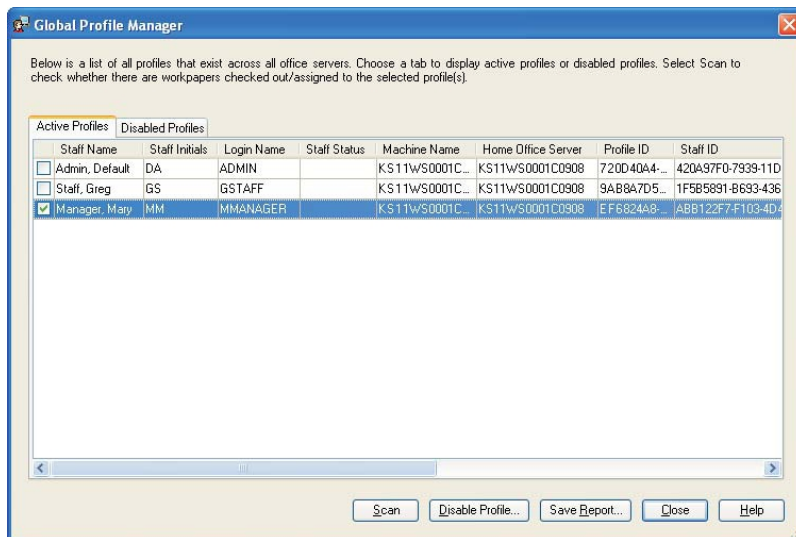 Global Profile Manager
Below is a list of all profiles that exist across all office servers. Choose a tab to display active profiles or disabled profiles. Select Scan to
check whether there are workpapers checked out/assigned to the selected profile(s).
Active Profiles Disabled Profiles
Staff Name Staff Initials Login Name Staff Status Machine Name Home Office Server Profile ID Staff ID
Admin, Default DA ADMIN KS11WS0001C... KS11WS0001C0908 720D40A4-... 420A97F0-7939-11D
Staff, Greg GS GSTAFF KS11WS0001C... KS11WS0001C0908 9AB8A7D5... 1F5B5891-B693-436
Manager, Mary MM MMANAGER KS11WS0001C... KS11WS0001C0908 EF6824A8-... ABB122F7-F103-4D4
Scan Disable Profile... Save Report... Close Help